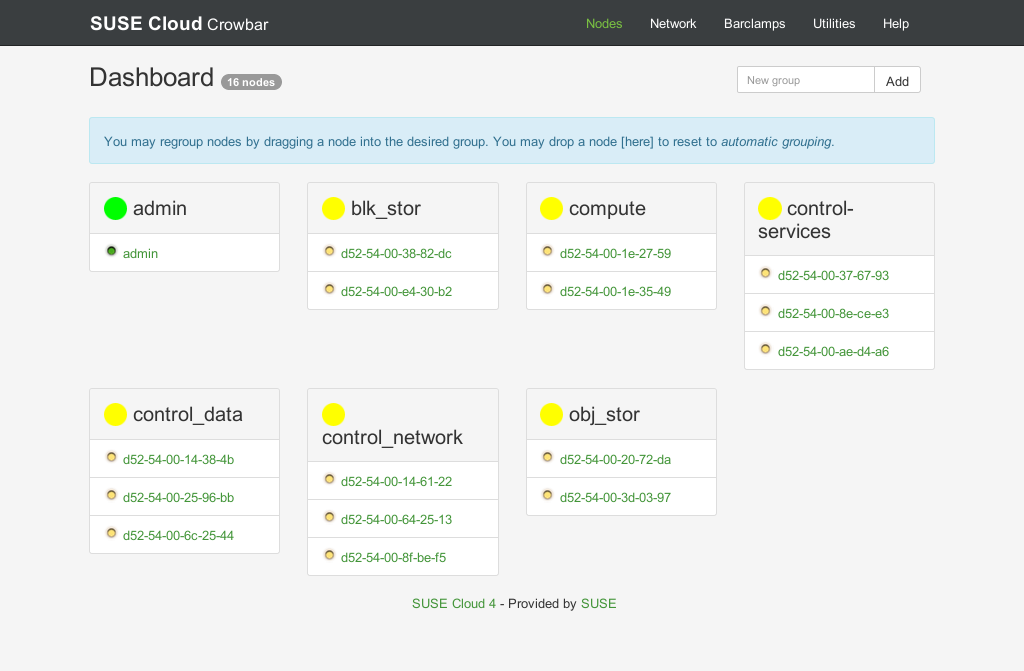 SUSE Cloud Crowbar
Nodes Network Barclamps Utilities Help
Dashboard 16 nodes
New group Add
You may regroup nodes by dragging a node into the desired group. You may drop a node [here] to reset to automatic grouping.
admin
admin
blk_stor
d52-54-00-38-82-dc
d52-54-00-e4-30-b2
compute
d52-54-00-1e-27-59
d52-54-00-1e-35-49
control-
services
d52-54-00-37-67-93
d52-54-00-8e-ce-e3
d52-54-00-ae-d4-a6
control_data
d52-54-00-14-38-4b
d52-54-00-25-96-bb
d52-54-00-6c-25-44
control_network
d52-54-00-14-61-22
d52-54-00-64-25-13
d52-54-00-8f-be-f5
obj_stor
d52-54-00-20-72-da
d52-54-00-3d-03-97
SUSE Cloud 4 - Provided by SUSE